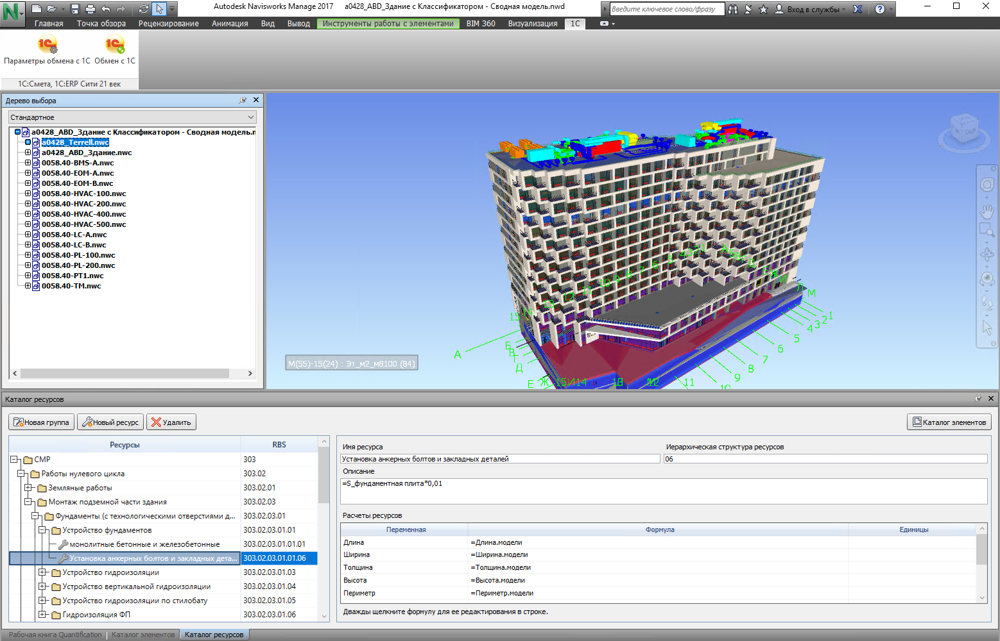 Autodesk Navisworks Manage 2017 a0428_ABD_Здание с Классификатором - Сводная модель.nwd
Введите ключевое слово/фразу
Вход в службы
Главная Точка обзора Рецензирование Анимация Вид Вывод Инструменты работы с элементами BIM 360 Визуализация 1С
Параметры обмена с 1С Обмен с 1С
1С:Смета, 1С:ERP Сити 21 век
Дерево выбора
Стандартное
a0428_ABD_Здание с Классификатором - Сводная модель.n
a0428_Terrell.nwc
a0428_ABD_Здание.nwc
0058.40-BMS-A.nwc
0058.40-EOM-A.nwc
0058.40-EOM-B.nwc
0058.40-HVAC-100.nwc
0058.40-HVAC-200.nwc
0058.40-HVAC-400.nwc
0058.40-HVAC-500.nwc
0058.40-LC-A.nwc
0058.40-LC-B.nwc
0058.40-PL-100.nwc
0058.40-PL-200.nwc
0058.40-PT1.nwc
0058.40-TM.nwc
М(55)-15(24) : Эт_м2_м8100 (84)
А
Б
В
Д
Е Ж 15 И 14
М
1
2
3
4
5
6
7
8
9
10
11
Каталог ресурсов
Новая группа Новый ресурс Удалить Каталог элементов
Ресурсы RBS
СМР 303
Работы нулевого цикла 303.02
Земляные работы 303.02.01
Монтаж подземной части здания 303.02.03
Фундаменты (с технологическими отверстиями д... 303.02.03.01
Устройство фундаментов 303.02.03.01.01
монолитные бетонные и железобетонные 303.02.03.01.01.01
Установка анкерных болтов и закладных дета... 303.02.03.01.01.06
Устройство гидроизоляции 303.02.03.01.03
Устройство вертикальной гидроизоляции 303.02.03.01.04
Устройство гидроизоляции по стилобату 303.02.03.01.05
Гидроизоляция ФП 303.02.03.01.06
Имя ресурса Иерархическая структура ресурсов
Установка анкерных болтов и закладных деталей 06
Описание
=S_фундаментная плита*0,01
Расчеты ресурсов
Переменная Формула Единицы
Длина =Длина.модели
Ширина =Ширина.модели
Толщина =Толщина.модели
Высота =Высота.модели
Периметр =Периметр.модели
Дважды щелкните формулу для ее редактирования в строке.
Рабочая книга Quantification Каталог элементов Каталог ресурсов